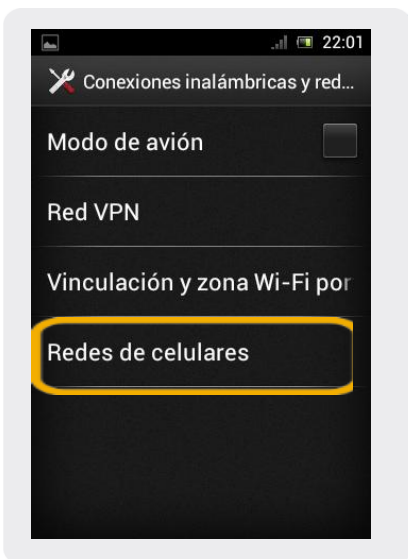 22:01
Conexiones inalámbricas y red...
Modo de avión
Red VPN
Vinculación y zona Wi-Fi por
Redes de celulares